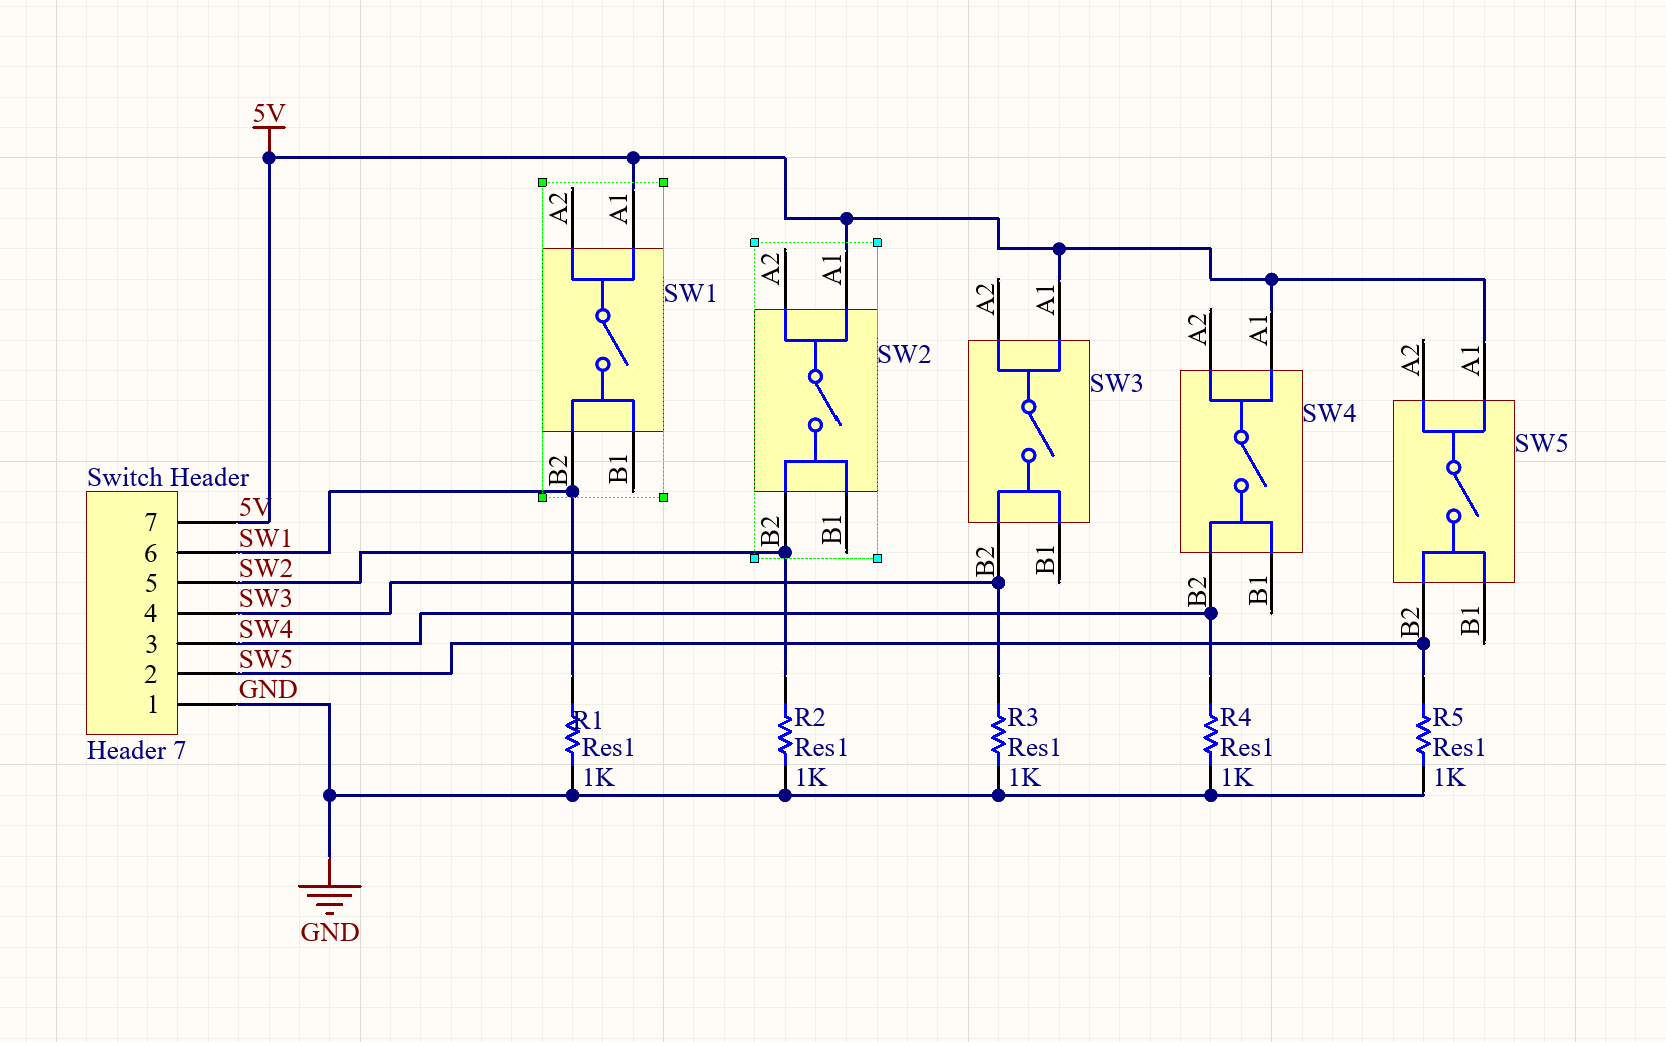 5V
A2
A1
SW1
B2
B1
A2
A1
SW2
B2
B1
A2
A1
SW3
B2
B1
A2
A1
SW4
B2
B1
A2
A1
SW5
B2
B1
Switch Header
7 5V
6 SW1
5 SW2
4 SW3
3 SW4
2 SW5
1 GND
Header 7
R1
Res1
1K
R2
Res1
1K
R3
Res1
1K
R4
Res1
1K
R5
Res1
1K
GND